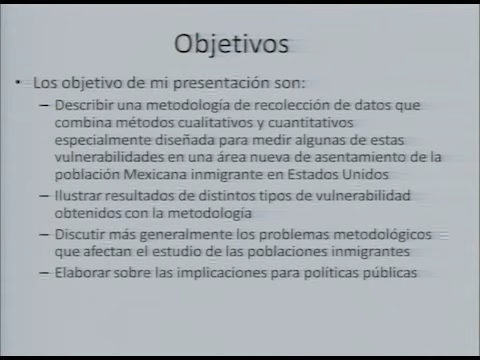 Objetivos
• Los objetivo de mi presentación son:
– Describir una metodología de recolección de datos que
combina métodos cualitativos y cuantitativos
especialmente diseñada para medir algunas de estas
vulnerabilidades en una área nueva de asentamiento de la
población Mexicana inmigrante en Estados Unidos
– Ilustrar resultados de distintos tipos de vulnerabilidad
obtenidos con la metodología
– Discutir más generalmente los problemas metodológicos
que afectan el estudio de las poblaciones inmigrantes
– Elaborar sobre las implicaciones para políticas públicas